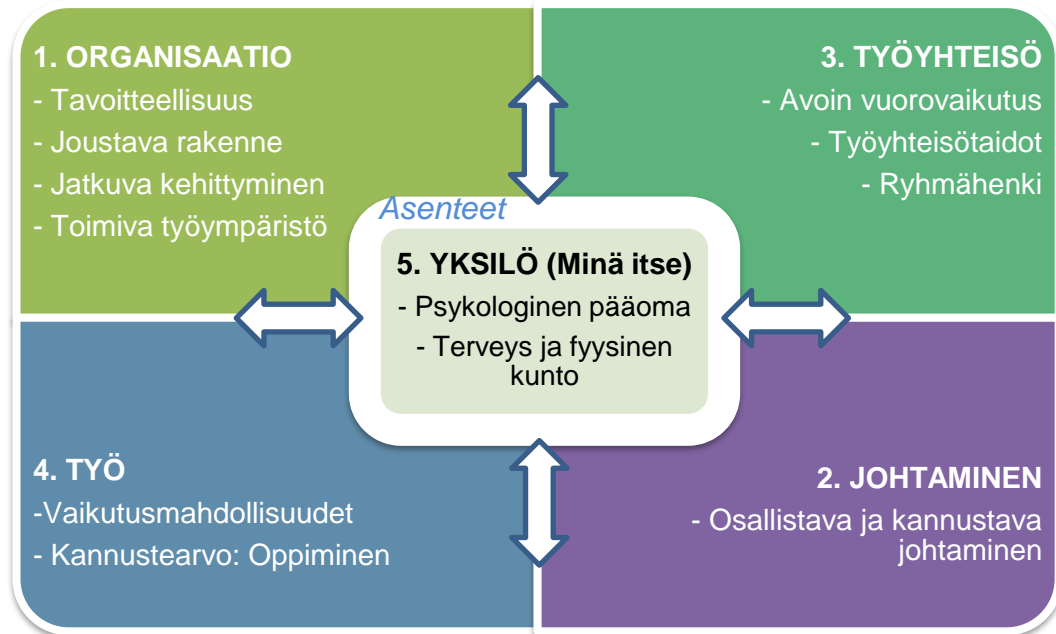 1. ORGANISAATIO
- Tavoitteellisuus
- Joustava rakenne
- Jatkuva kehittyminen
- Toimiva työympäristö
3. TYÖYHTEISÖ
- Avoin vuorovaikutus
- Työyhteisötaidot
- Ryhmähenki
Asenteet
5. YKSILÖ (Minä itse)
- Psykologinen pääoma
- Terveys ja fyysinen
kunto
4. TYÖ
-Vaikutusmahdollisuudet
- Kannustearvo: Oppiminen
2. JOHTAMINEN
- Osallistava ja kannustava
johtaminen